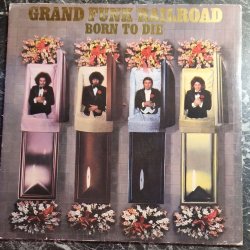 GRAND FUNK RAILROAD
BORN TO DIE